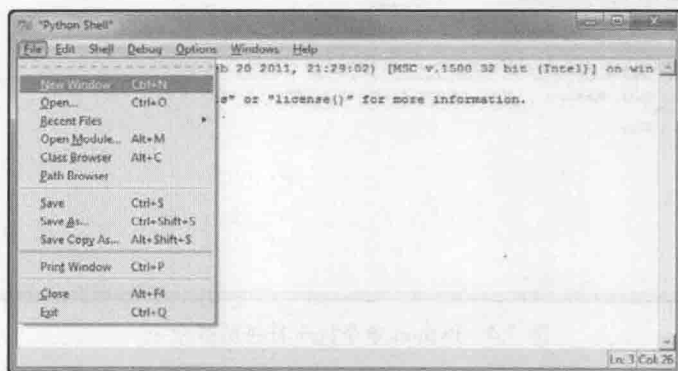 "Python Shell"
File Edit Shell Debug Options Windows Help
b 20 2011, 21:29:02) [MSC v.1500 32 bit (Intel)] on win
New Window Ctrl+N
Open... Ctrl+O
s" or "license()" for more information.
Recent Files
Open Module... Alt+M
Class Browser Alt+C
Path Browser
Save Ctrl+S
Save As... Ctrl+Shift+S
Save Copy As... Alt+Shift+S
Print Window Ctrl+P
Close Alt+F4
Exit Ctrl+Q
Ln: 3 Col: 26